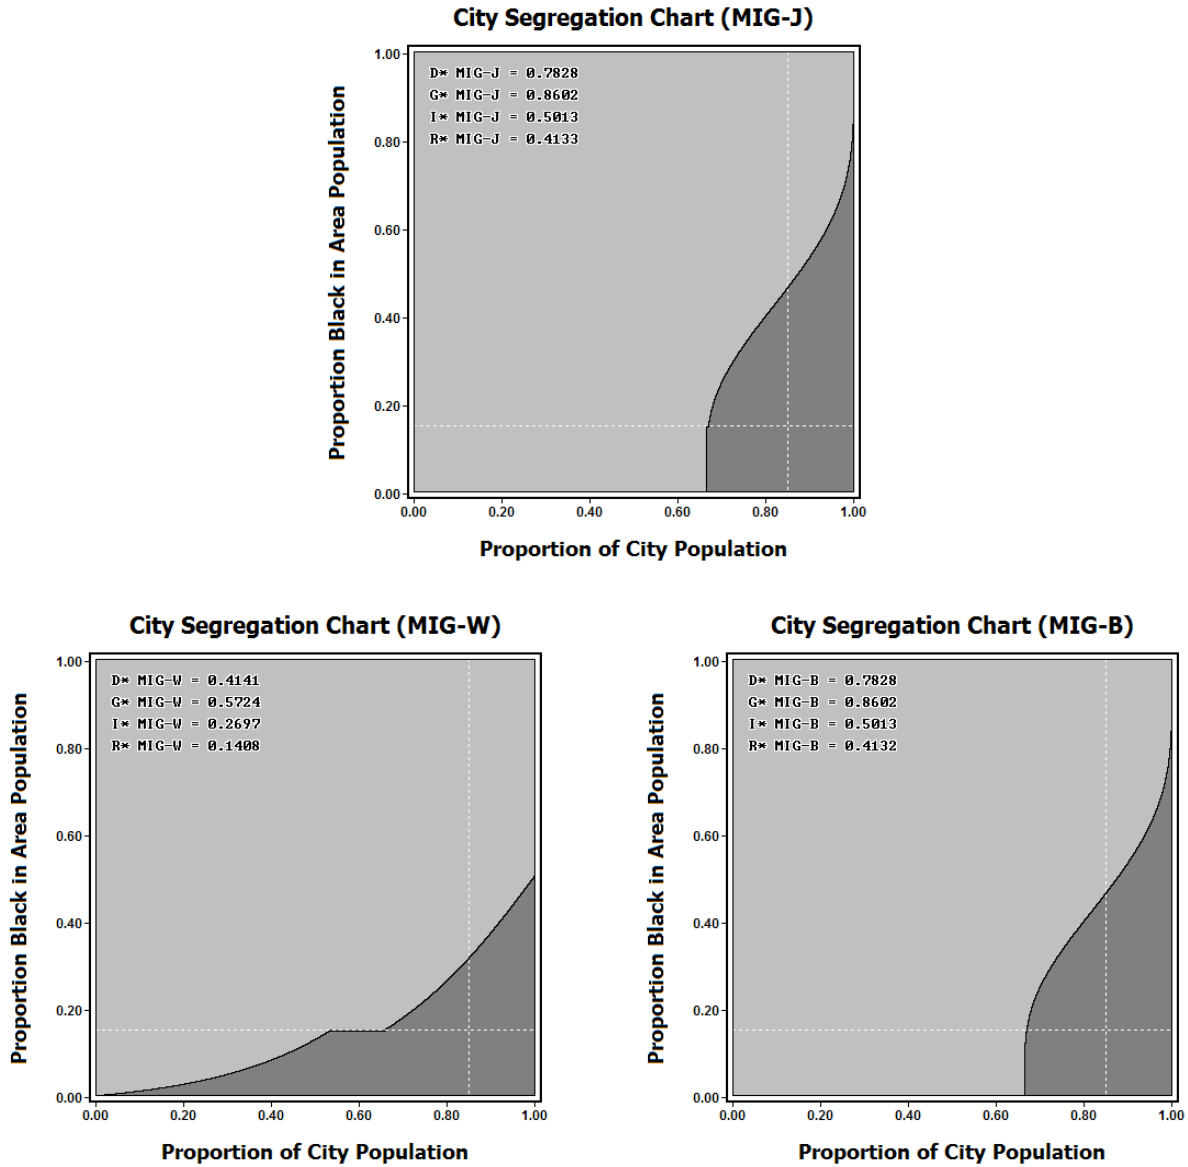 City Segregation Chart (MIG-J)
D* MIG-J = 0.7828
G* MIG-J = 0.8602
I* MIG-J = 0.5013
R* MIG-J = 0.4133
Proportion Black in Area Population
1.00
0.80
0.60
0.40
0.20
0.00
0.00 0.20 0.40 0.60 0.80 1.00
Proportion of City Population
City Segregation Chart (MIG-W)
D* MIG-W = 0.4141
G* MIG-W = 0.5724
I* MIG-W = 0.2697
R* MIG-W = 0.1408
Proportion Black in Area Population
1.00
0.80
0.60
0.40
0.20
0.00
0.00 0.20 0.40 0.60 0.80 1.00
Proportion of City Population
City Segregation Chart (MIG-B)
D* MIG-B = 0.7828
G* MIG-B = 0.8602
I* MIG-B = 0.5013
R* MIG-B = 0.4132
Proportion Black in Area Population
1.00
0.80
0.60
0.40
0.20
0.00
0.00 0.20 0.40 0.60 0.80 1.00
Proportion of City Population